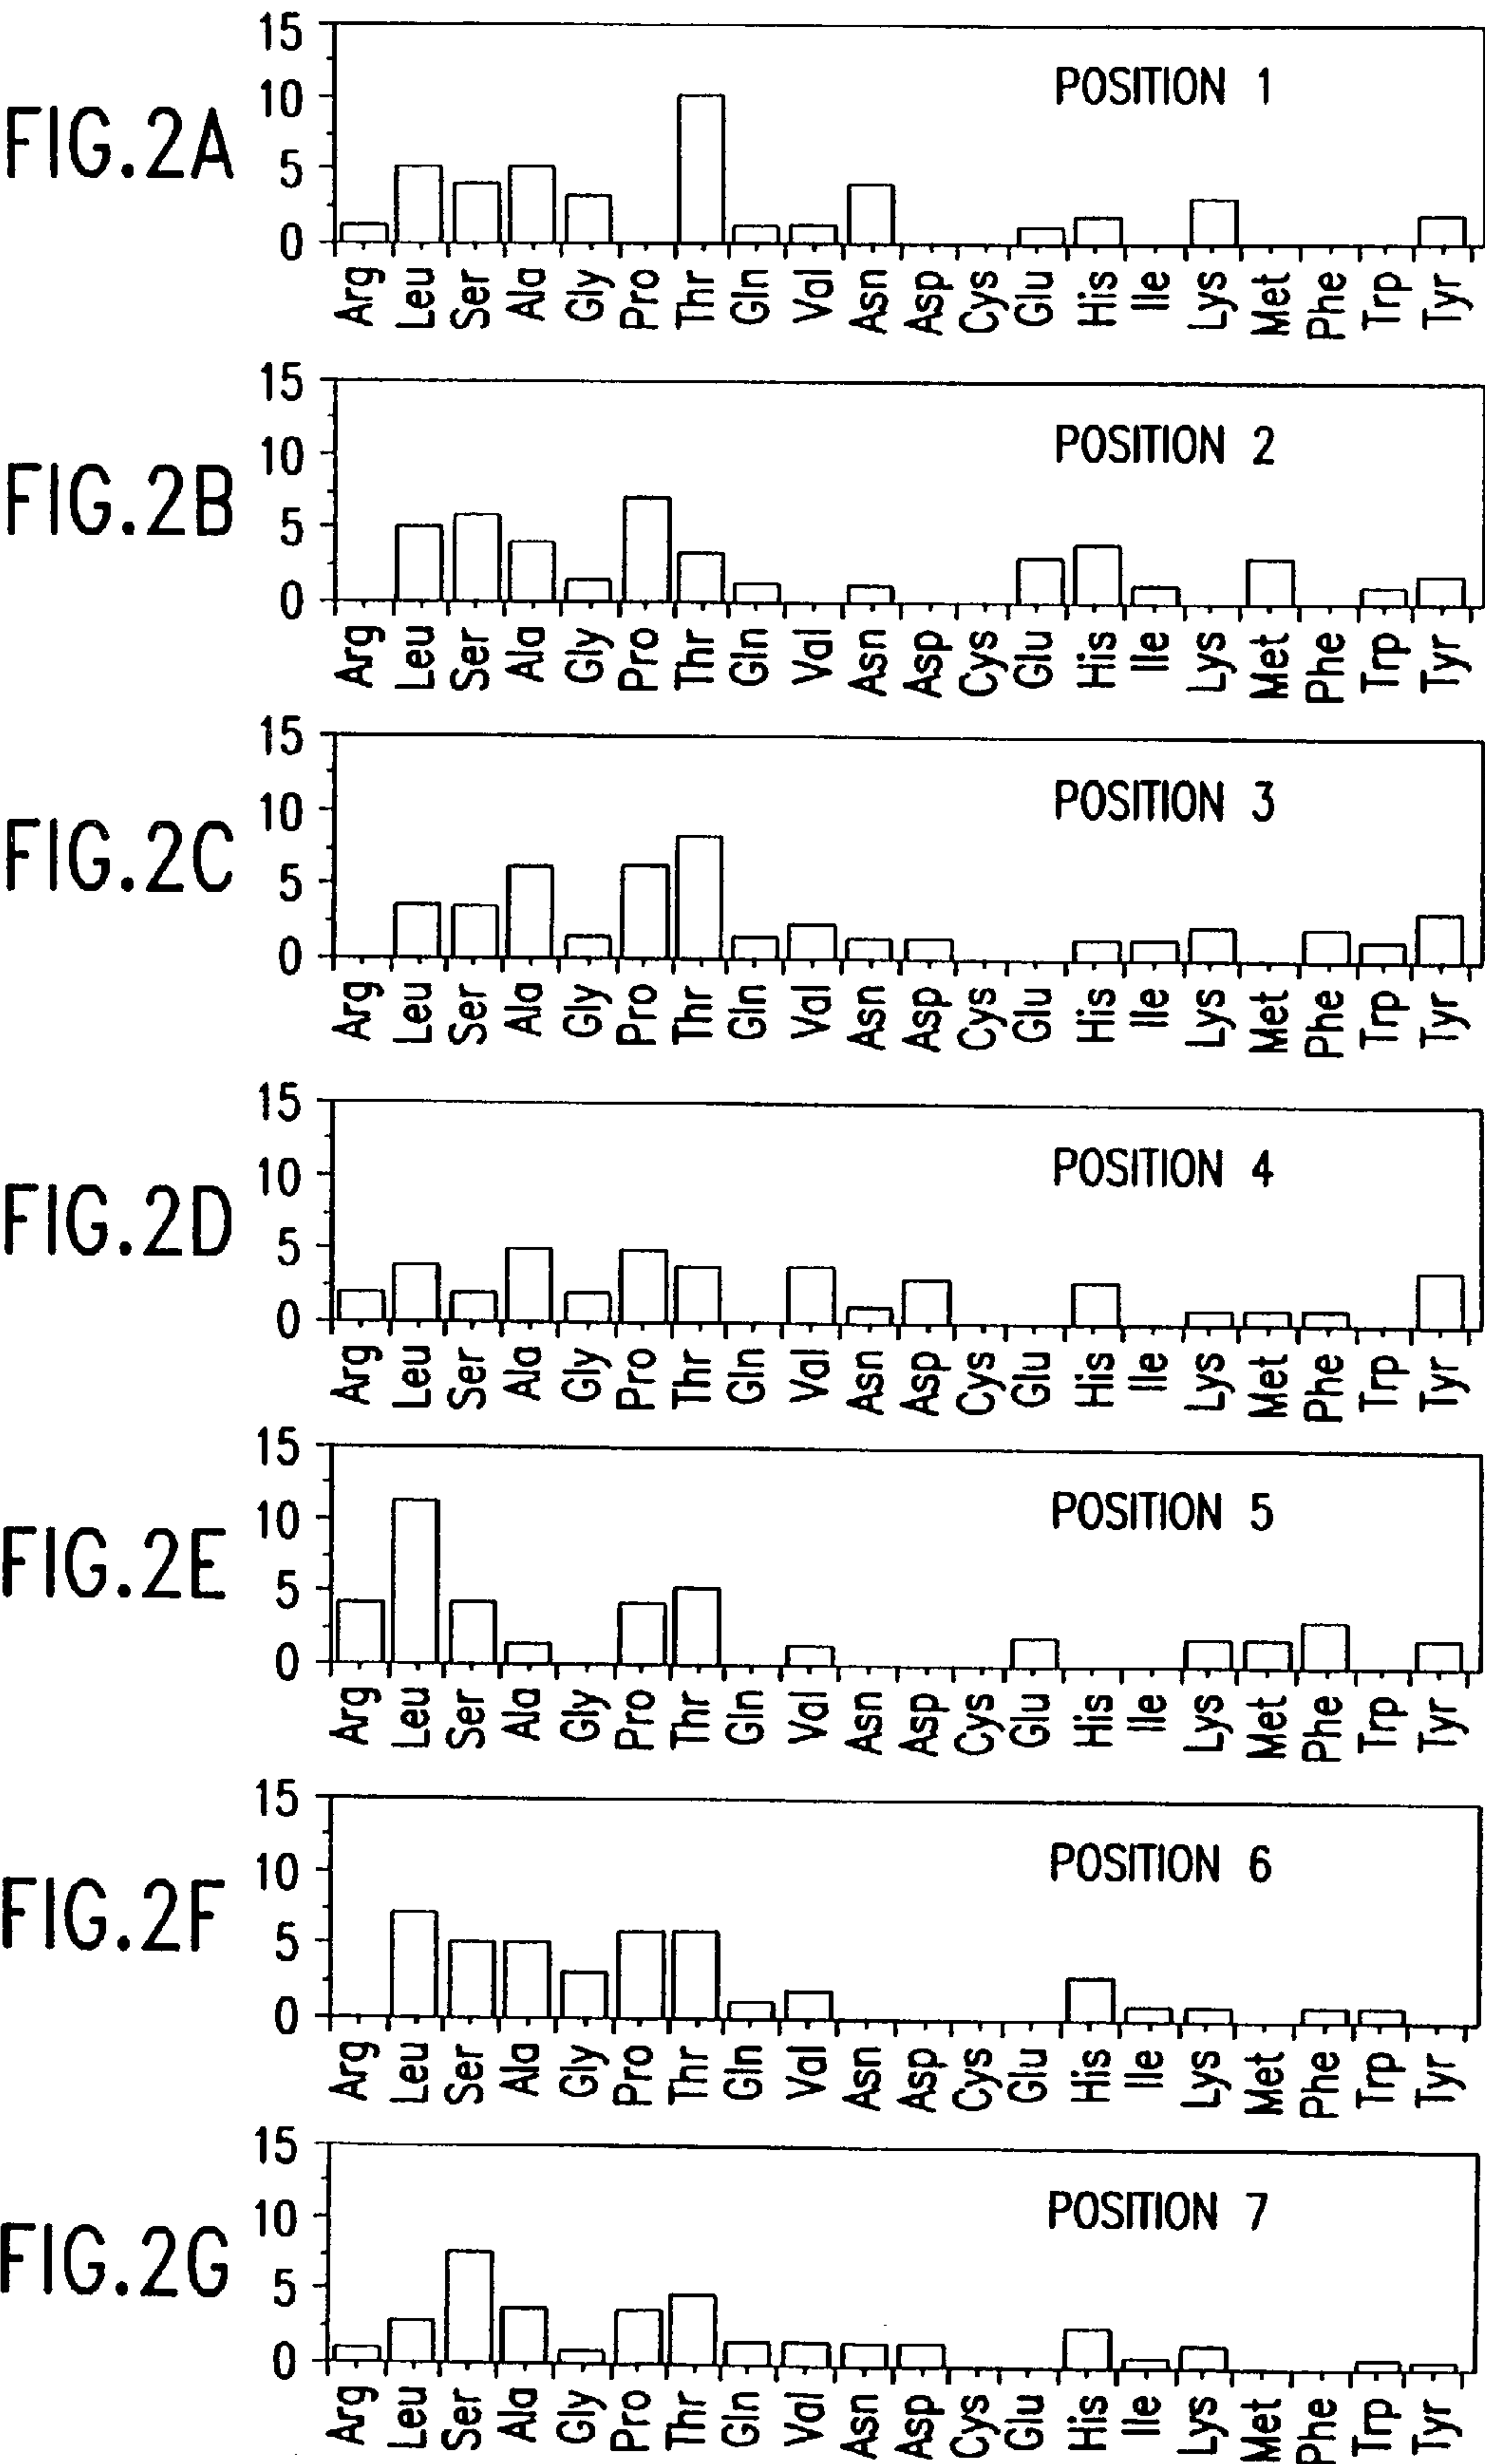 FIG.2A
POSITION 1
15
10
5
0
Arg Leu Ser Ala Gly Pro Thr Gln Val Asn Asp Cys Glu His Ile Lys Met Phe Trp Tyr
FIG.2B
POSITION 2
15
10
5
0
Arg Leu Ser Ala Gly Pro Thr Gln Val Asn Asp Cys Glu His Ile Lys Met Phe Trp Tyr
FIG.2C
POSITION 3
15
10
5
0
Arg Leu Ser Ala Gly Pro Thr Gln Val Asn Asp Cys Glu His Ile Lys Met Phe Trp Tyr
FIG.2D
POSITION 4
15
10
5
0
Arg Leu Ser Ala Gly Pro Thr Gln Val Asn Asp Cys Glu His Ile Lys Met Phe Trp Tyr
FIG.2E
POSITION 5
15
10
5
0
Arg Leu Ser Ala Gly Pro Thr Gln Val Asn Asp Cys Glu His Ile Lys Met Phe Trp Tyr
FIG.2F
POSITION 6
15
10
5
0
Arg Leu Ser Ala Gly Pro Thr Gln Val Asn Asp Cys Glu His Ile Lys Met Phe Trp Tyr
FIG.2G
POSITION 7
15
10
5
0
Arg Leu Ser Ala Gly Pro Thr Gln Val Asn Asp Cys Glu His Ile Lys Met Phe Trp Tyr